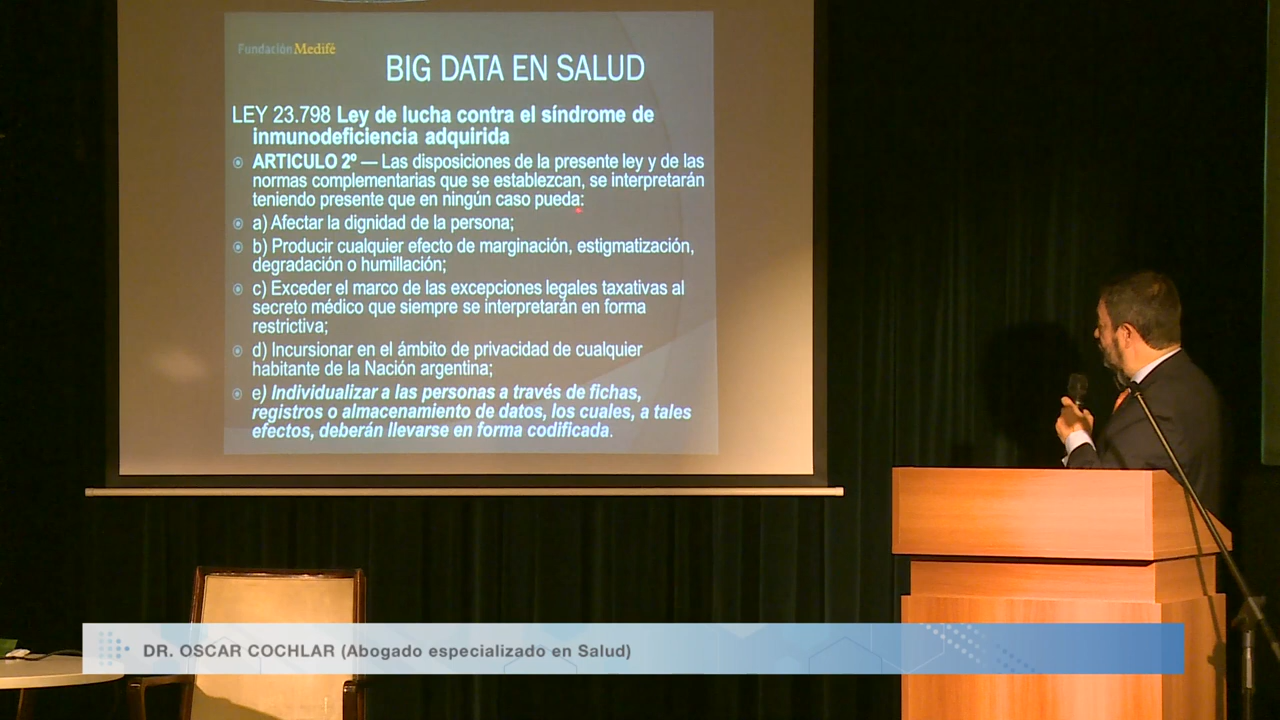 Fundación Medifé
BIG DATA EN SALUD
LEY 23.798 Ley de lucha contra el síndrome de
inmunodeficiencia adquirida
ARTICULO 2º — Las disposiciones de la presente ley y de las
normas complementarias que se establezcan, se interpretarán
teniendo presente que en ningún caso pueda:
a) Afectar la dignidad de la persona;
b) Producir cualquier efecto de marginación, estigmatización,
degradación o humillación;
c) Exceder el marco de las excepciones legales taxativas al
secreto médico que siempre se interpretarán en forma
restrictiva;
d) Incursionar en el ámbito de privacidad de cualquier
habitante de la Nación argentina;
e) Individualizar a las personas a través de fichas,
registros o almacenamiento de datos, los cuales, a tales
efectos, deberán llevarse en forma codificada.
DR. OSCAR COCHLAR (Abogado especializado en Salud)